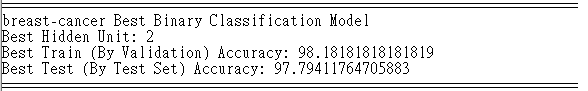 breast-cancer Best Binary Classification Model
Best Hidden Unit: 2
Best Train (By Validation) Accuracy: 98.18181818181819
Best Test (By Test Set) Accuracy: 97.79411764705883